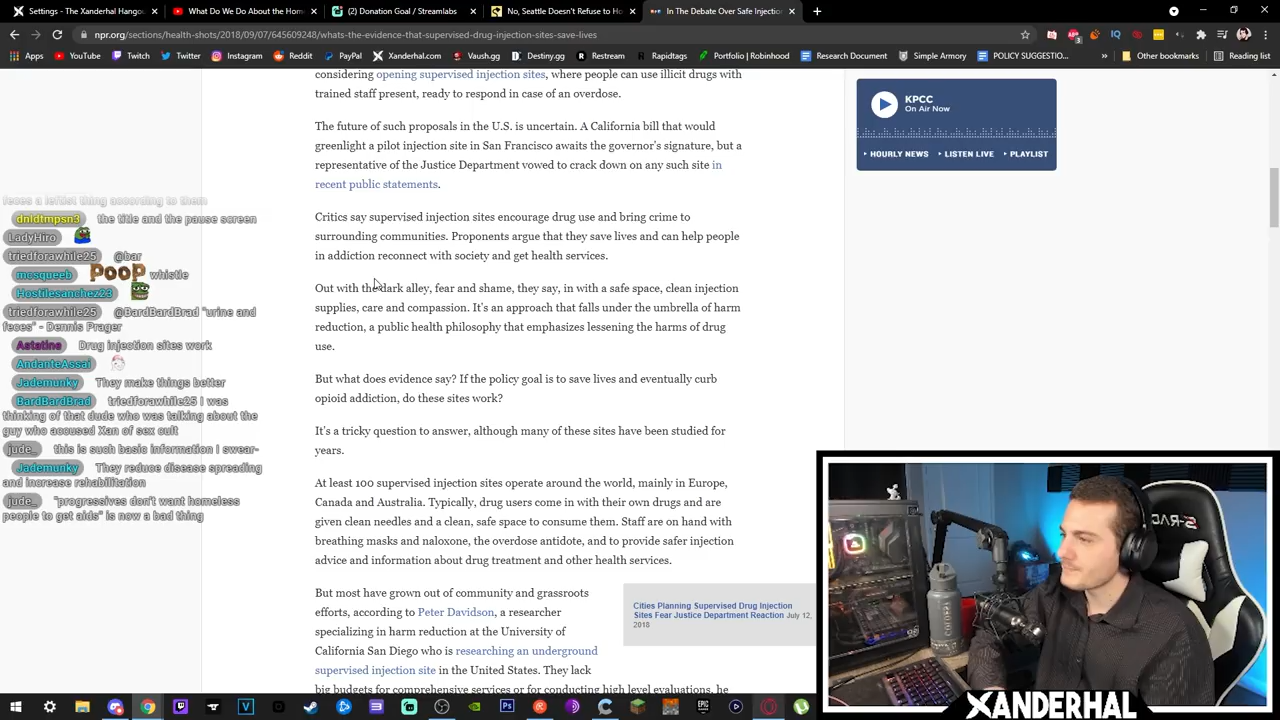 Settings - The Xanderhal Hangou
What Do We Do About the Home
(2) Donation Goal / Streamlabs
No, Seattle Doesn't Refuse to Ho
In The Debate Over Safe Injectio
npr.org/sections/health-shots/2018/09/07/645609248/whats-the-evidence-that-supervised-drug-injection-sites-save-lives
Apps
YouTube
Twitch
Twitter
Instagram
Reddit
PayPal
Xanderhal.com
Vaush.gg
Destiny.gg
Restream
Rapidtags
Portfolio | Robinhood
Research Document
Simple Armory
POLICY SUGGESTIO...
Other bookmarks
Reading list
considering opening supervised injection sites, where people can use illicit drugs with
trained staff present, ready to respond in case of an overdose.
The future of such proposals in the U.S. is uncertain. A California bill that would
greenlight a pilot injection site in San Francisco awaits the governor's signature, but a
representative of the Justice Department vowed to crack down on any such site in
recent public statements.
Critics say supervised injection sites encourage drug use and bring crime to
surrounding communities. Proponents argue that they save lives and can help people
in addiction reconnect with society and get health services.
Out with the dark alley, fear and shame, they say, in with a safe space, clean injection
supplies, care and compassion. It's an approach that falls under the umbrella of harm
reduction, a public health philosophy that emphasizes lessening the harms of drug
use.
But what does evidence say? If the policy goal is to save lives and eventually curb
opioid addiction, do these sites work?
It's a tricky question to answer, although many of these sites have been studied for
years.
At least 100 supervised injection sites operate around the world, mainly in Europe,
Canada and Australia. Typically, drug users come in with their own drugs and are
given clean needles and a clean, safe space to consume them. Staff are on hand with
breathing masks and naloxone, the overdose antidote, and to provide safer injection
advice and information about drug treatment and other health services.
But most have grown out of community and grassroots
efforts, according to Peter Davidson, a researcher
specializing in harm reduction at the University of
California San Diego who is researching an underground
supervised injection site in the United States. They lack
big budgets for comprehensive services or for conducting high level evaluations, he
Cities Planning Supervised Drug Injection
Sites Fear Justice Department Reaction July 12,
2018
KPCC
On Air Now
HOURLY NEWS
LISTEN LIVE
PLAYLIST
feces a leftist thing according to them
dnldtmpsn3 the title and the pause screen
LadyHiro
triedforawhile25 @bar
mcsqueeb POOP whistle
Hostilesanchez23
triedforawhile25 @BardBardBrad "urine and
feces" - Dennis Prager
Astatine Drug injection sites work
AndanteAssai
Jademunky They make things better
BardBardBrad triedforawhile25 I was
thinking of that dude who was talking about the
guy who accused Xan of sex cult
jude_ this is such basic information I swear-
Jademunky They reduce disease spreading
and increase rehabilitation
jude_ "progressives don't want homeless
people to get aids" is now a bad thing
XANDERHAL